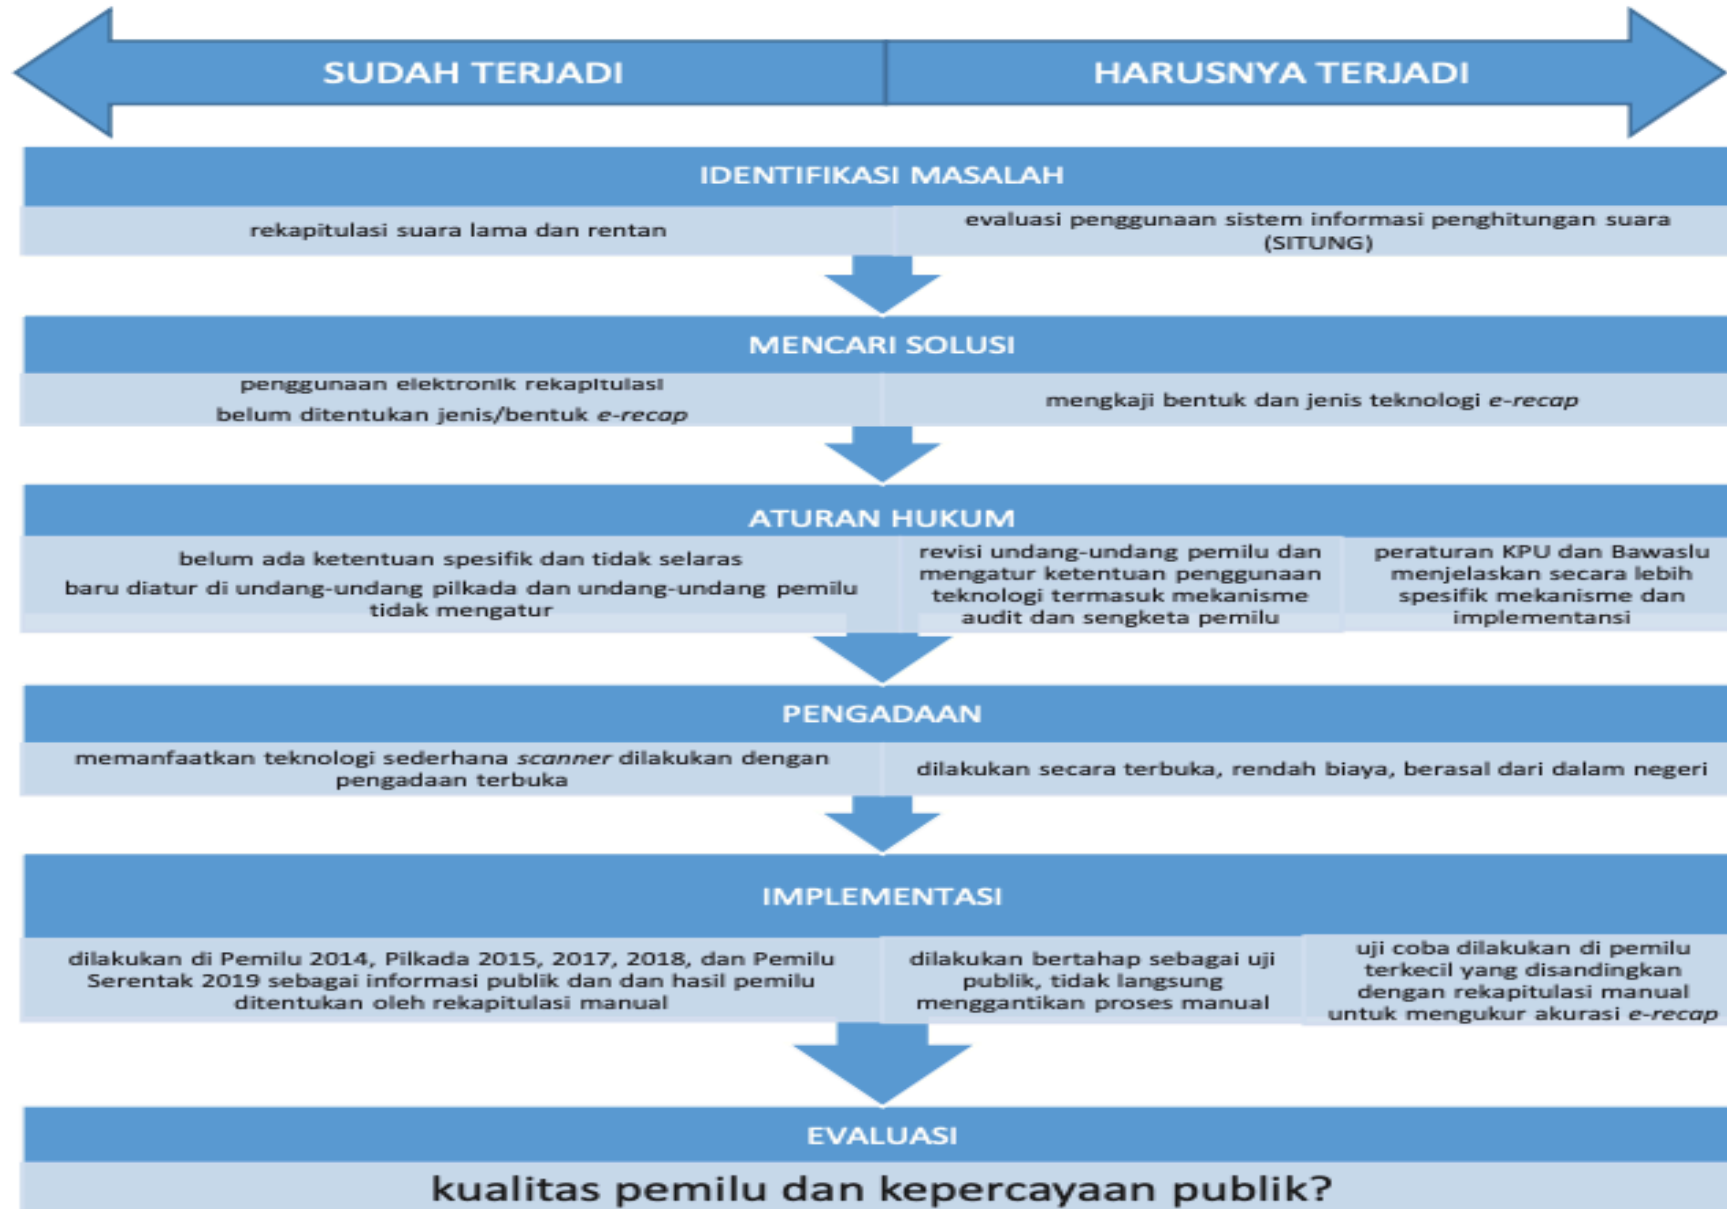 SUDAH TERJADI
HARUSNYA TERJADI
IDENTIFIKASI MASALAH
rekapitulasi suara lama dan rentan
evaluasi penggunaan sistem informasi penghitungan suara
(SITUNG)
MENCARI SOLUSI
penggunaan elektronik rekapitulasi
belum ditentukan jenis/bentuk e-recap
mengkaji bentuk dan jenis teknologi e-recap
ATURAN HUKUM
belum ada ketentuan spesifik dan tidak selaras
baru diatur di undang-undang pilkada dan undang-undang pemilu
tidak mengatur
revisi undang-undang pemilu dan
mengatur ketentuan penggunaan
teknologi termasuk mekanisme
audit dan sengketa pemilu
peraturan KPU dan Bawaslu
menjelaskan secara lebih
spesifik mekanisme dan
implementansi
PENGADAAN
memanfaatkan teknologi sederhana scanner dilakukan dengan
pengadaan terbuka
dilakukan secara terbuka, rendah biaya, berasal dari dalam negeri
IMPLEMENTASI
dilakukan di Pemilu 2014, Pilkada 2015, 2017, 2018, dan Pemilu
Serentak 2019 sebagai informasi publik dan dan hasil pemilu
ditentukan oleh rekapitulasi manual
dilakukan bertahap sebagai uji
publik, tidak langsung
menggantikan proses manual
uji coba dilakukan di pemilu
terkecil yang disandingkan
dengan rekapitulasi manual
untuk mengukur akurasi e-recap
EVALUASI
kualitas pemilu dan kepercayaan publik?